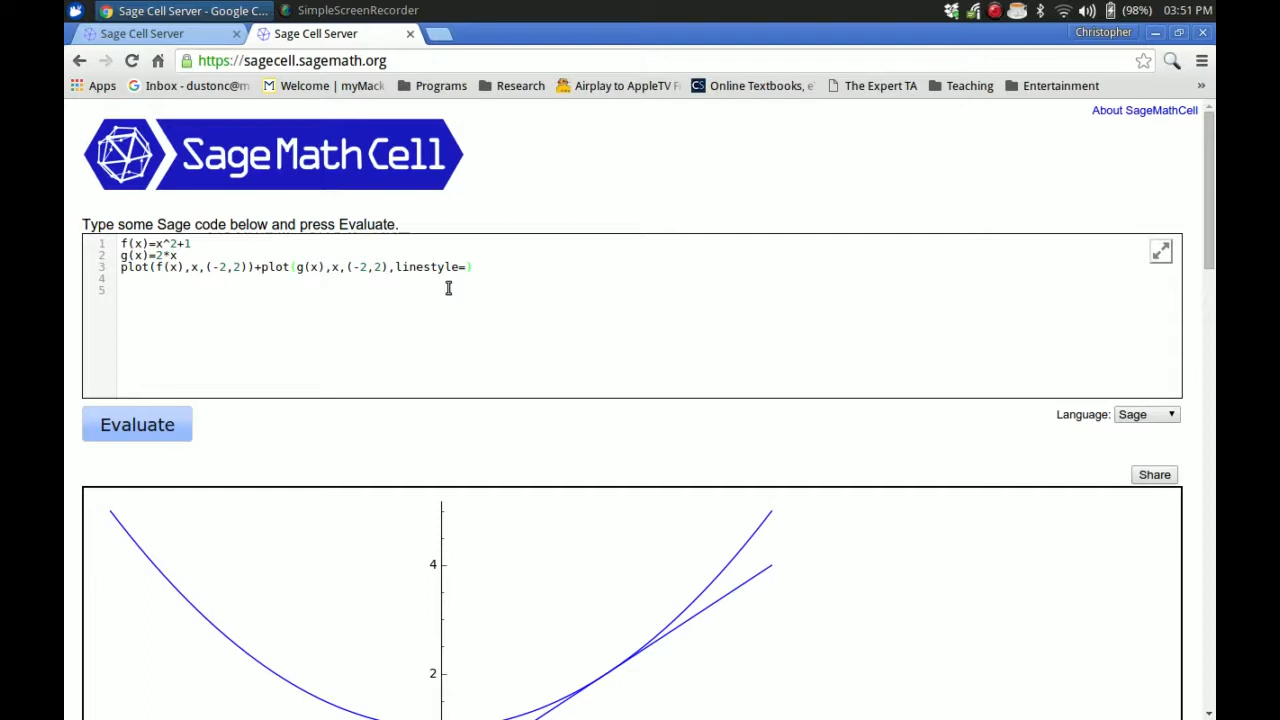 Sage Cell Server - Google C... SimpleScreenRecorder (98%) 03:51 PM
Sage Cell Server Sage Cell Server Christopher
https://sagecell.sagemath.org
Apps Inbox - dustonc@m Welcome | myMack Programs Research Airplay to AppleTV F Online Textbooks, e The Expert TA Teaching Entertainment »
About SageMathCell
SageMathCell
Type some Sage code below and press Evaluate.
1 f(x)=x^2+1
2 g(x)=2*x
3 plot(f(x),x,(-2,2))+plot(g(x),x,(-2,2),linestyle=)
4
5
Evaluate Language: Sage
Share
4
2